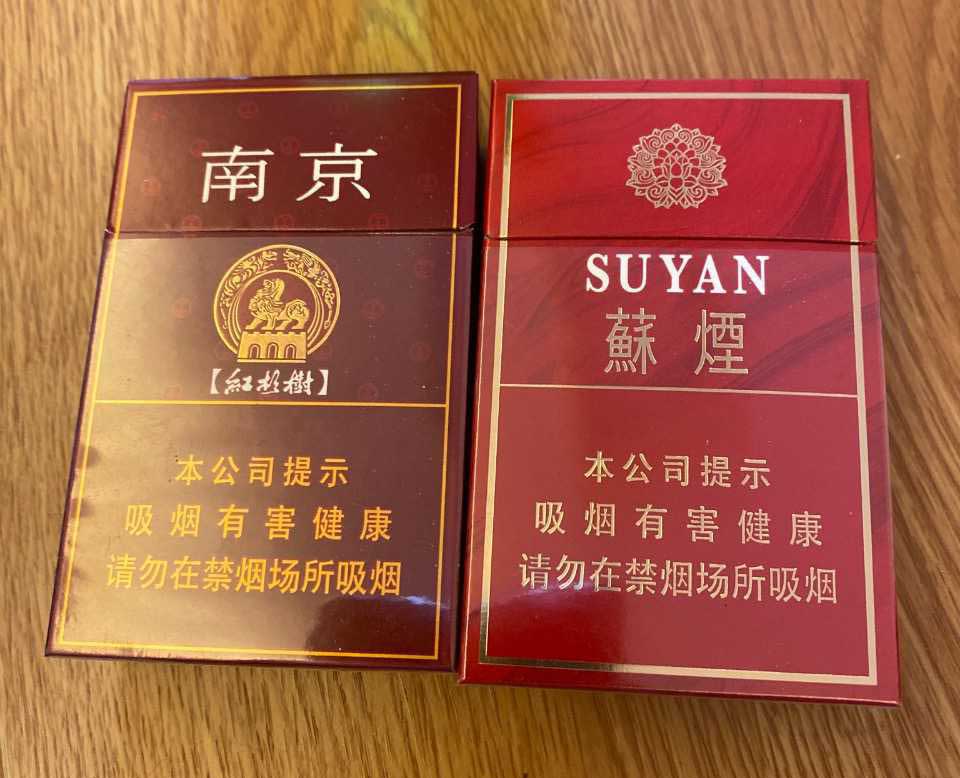 南京
【紅杉樹】
本公司提示
吸烟有害健康
请勿在禁烟场所吸烟
SUYAN
蘇煙
本公司提示
吸烟有害健康
请勿在禁烟场所吸烟